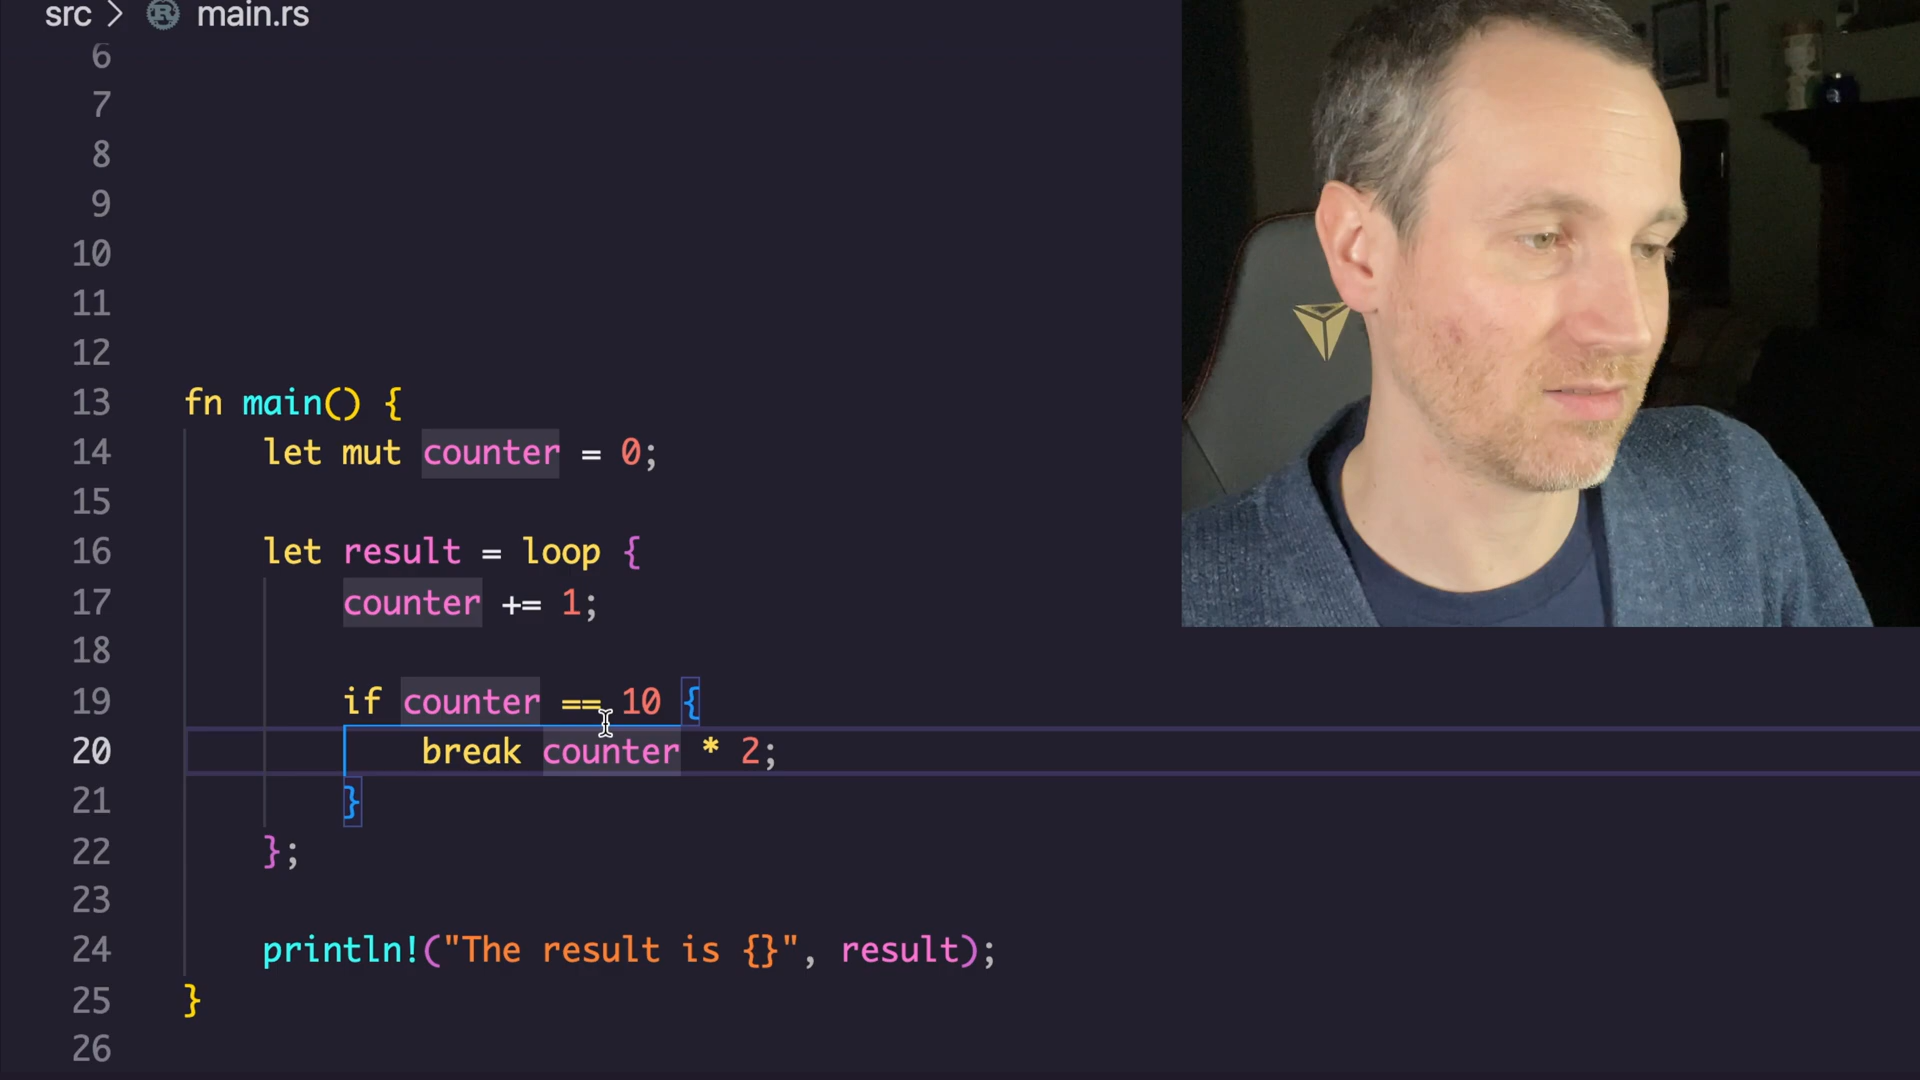 src > main.rs
6
7
8
9
10
11
12
13 fn main() {
14 let mut counter = 0;
15
16 let result = loop {
17 counter += 1;
18
19 if counter == 10 {
20 break counter * 2;
21 }
22 };
23
24 println!("The result is {}", result);
25 }
26